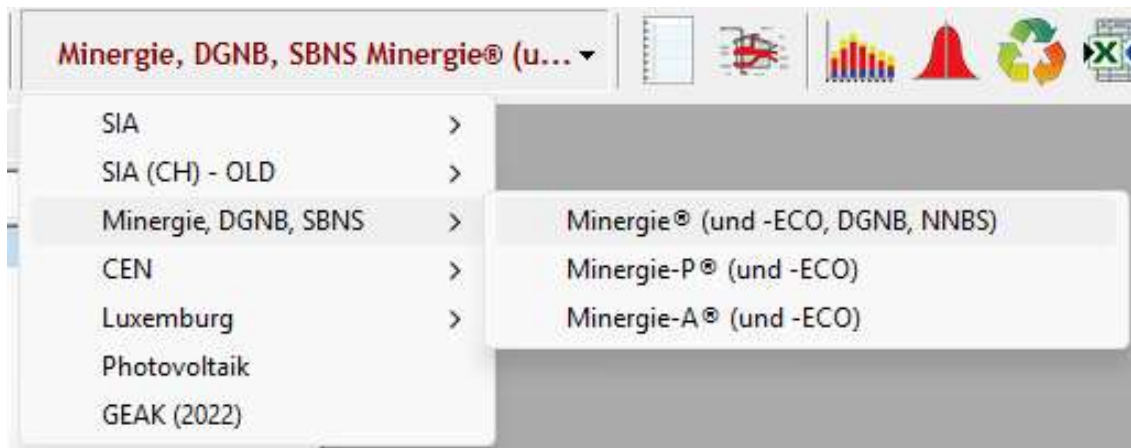 Minergie, DGNB, SBNS Minergie® (u...
SIA
SIA (CH) - OLD
Minergie, DGNB, SBNS
CEN
Luxemburg
Photovoltaik
GEAK (2022)
Minergie® (und -ECO, DGNB, NNBS)
Minergie-P® (und -ECO)
Minergie-A® (und -ECO)